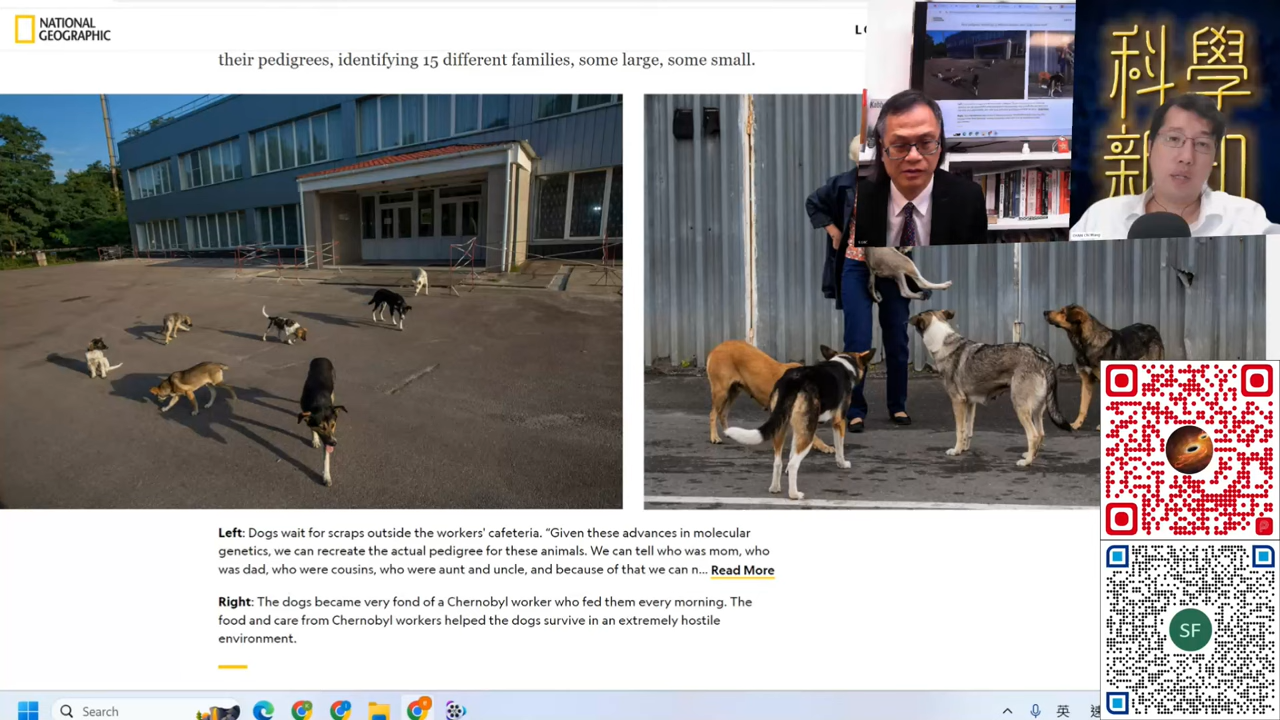 NATIONAL
GEOGRAPHIC
their pedigrees, identifying 15 different families, some large, some small.
科學
新知
Left: Dogs wait for scraps outside the workers' cafeteria. “Given these advances in molecular
genetics, we can recreate the actual pedigree for these animals. We can tell who was mom, who
was dad, who were cousins, who were aunt and uncle, and because of that we can n... Read More
Right: The dogs became very fond of a Chernobyl worker who fed them every morning. The
food and care from Chernobyl workers helped the dogs survive in an extremely hostile
environment.
SF
Search
英